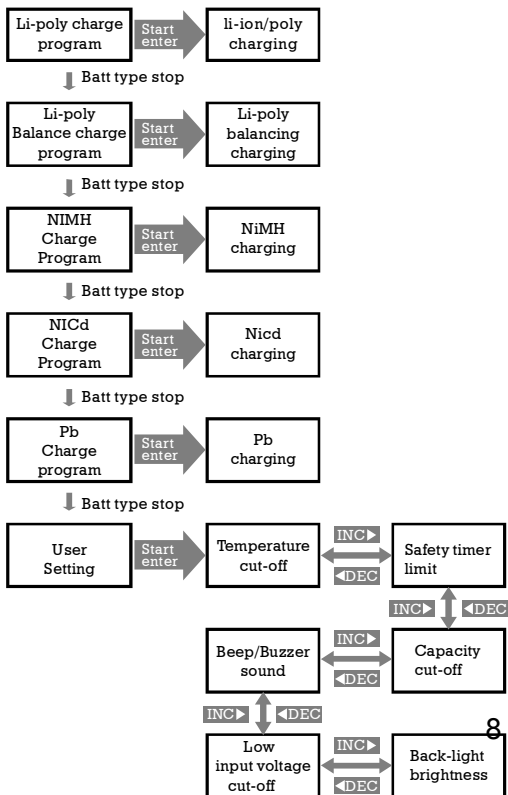 Li-poly charge
program
Start
enter
li-ion/poly
charging
Batt type stop
Li-poly
Balance charge
program
Start
enter
Li-poly
balancing
charging
Batt type stop
NIMH
Charge
Program
Start
enter
NiMH
charging
Batt type stop
NICd
Charge
Program
Start
enter
Nicd
charging
Batt type stop
Pb
Charge
program
Start
enter
Pb
charging
Batt type stop
User
Setting
Start
enter
Temperature
cut-off
INC▶
◀DEC
Safety timer
limit
INC▶
◀DEC
Beep/Buzzer
sound
INC▶
◀DEC
Capacity
cut-off
INC▶
◀DEC
8
Low
input voltage
cut-off
INC▶
◀DEC
Back-light
brightness